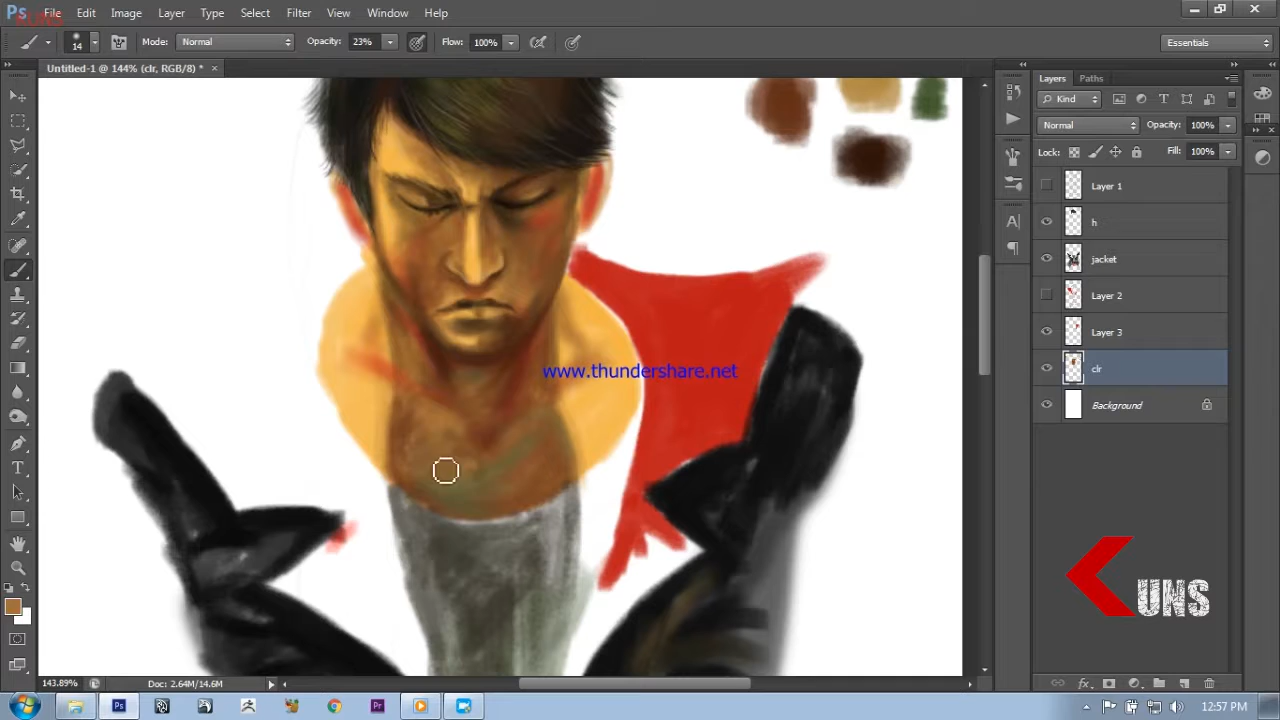 Ps File Edit Image Layer Type Select Filter View Window Help
14 Mode: Normal Opacity: 23% Flow: 100% Essentials
Untitled-1 @ 144% (clr, RGB/8) * ×
Layers Paths
Kind
Normal Opacity: 100%
Lock: Fill: 100%
Layer 1
h
jacket
Layer 2
Layer 3
clr
Background
www.thundershare.net
UNS
143.89% Doc: 2.64M/14.6M
12:57 PM